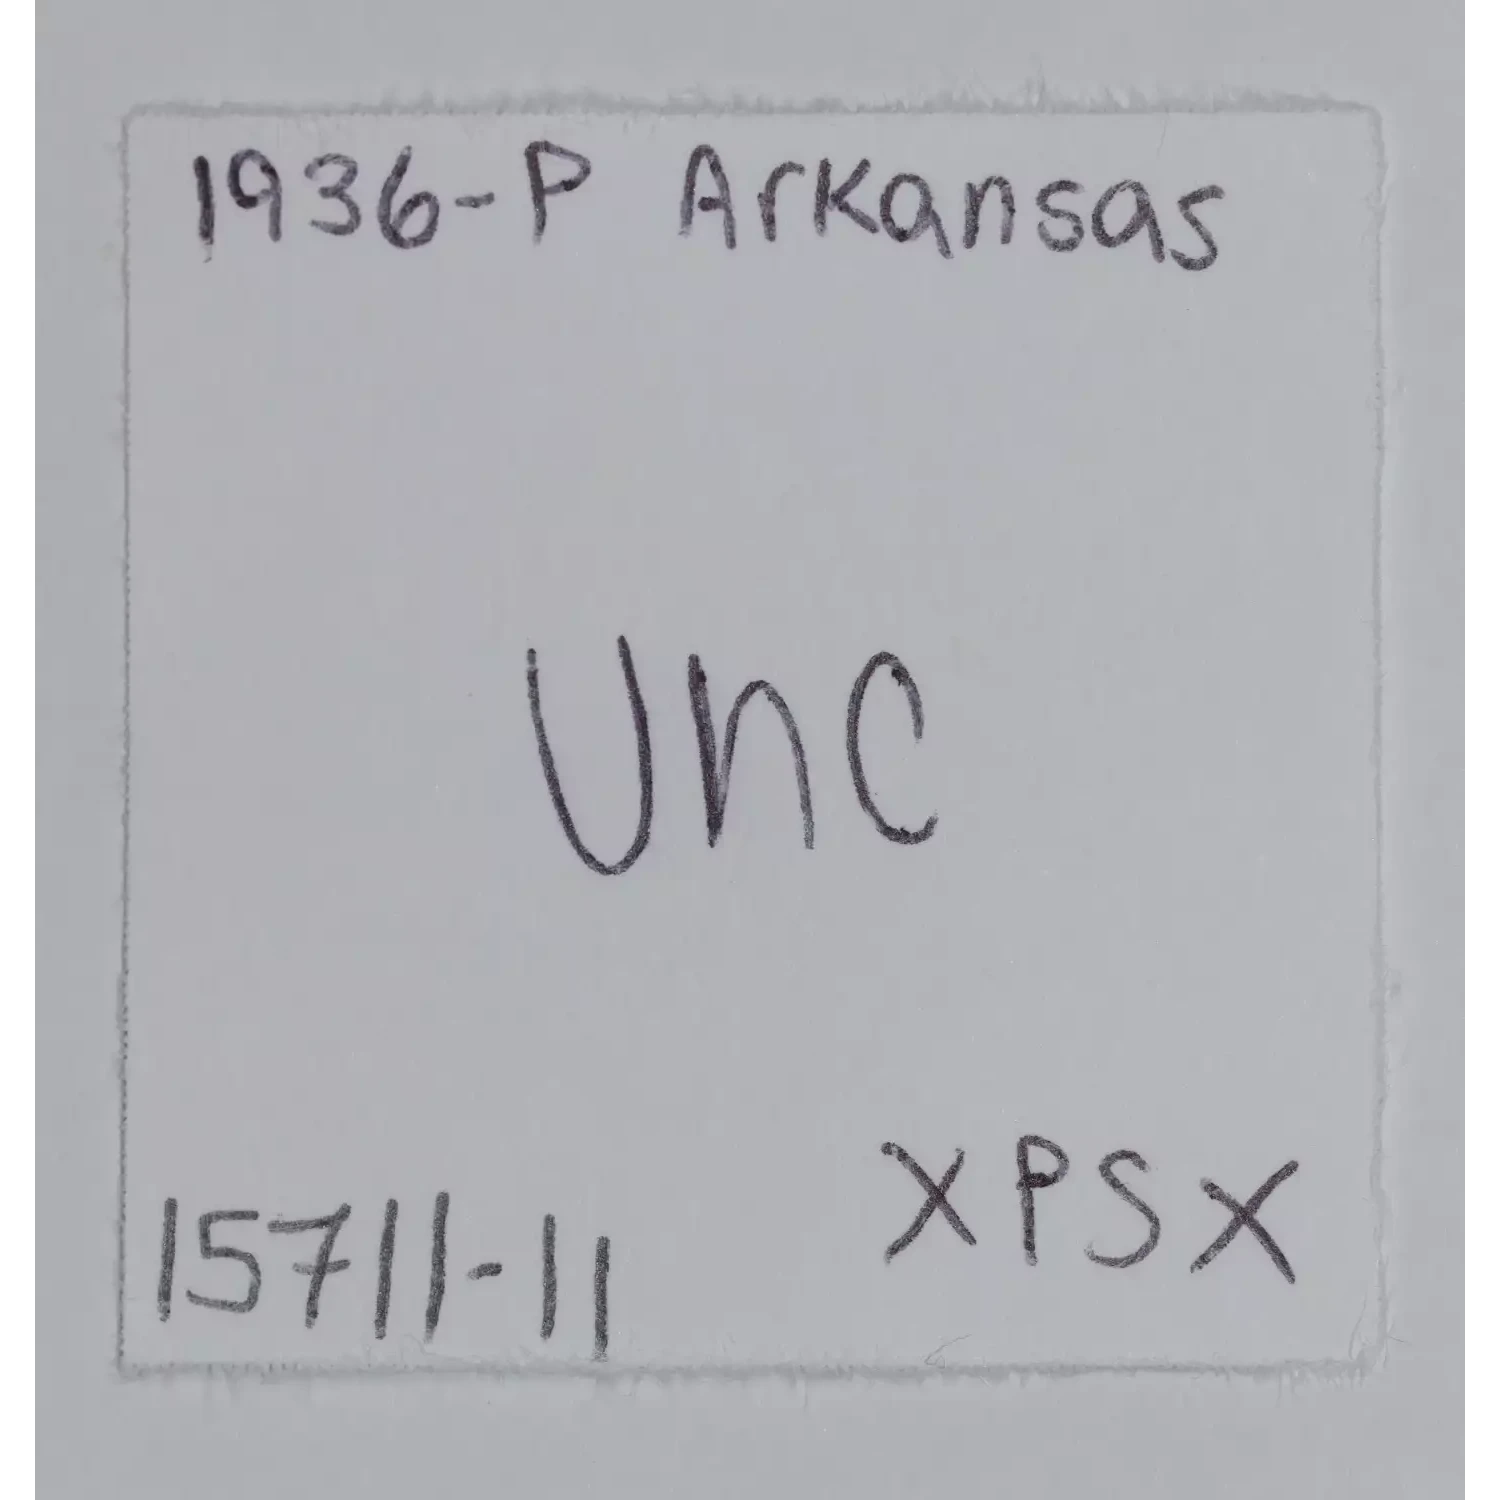 1936-P Arkansas
Unc
XPSX
15711-11